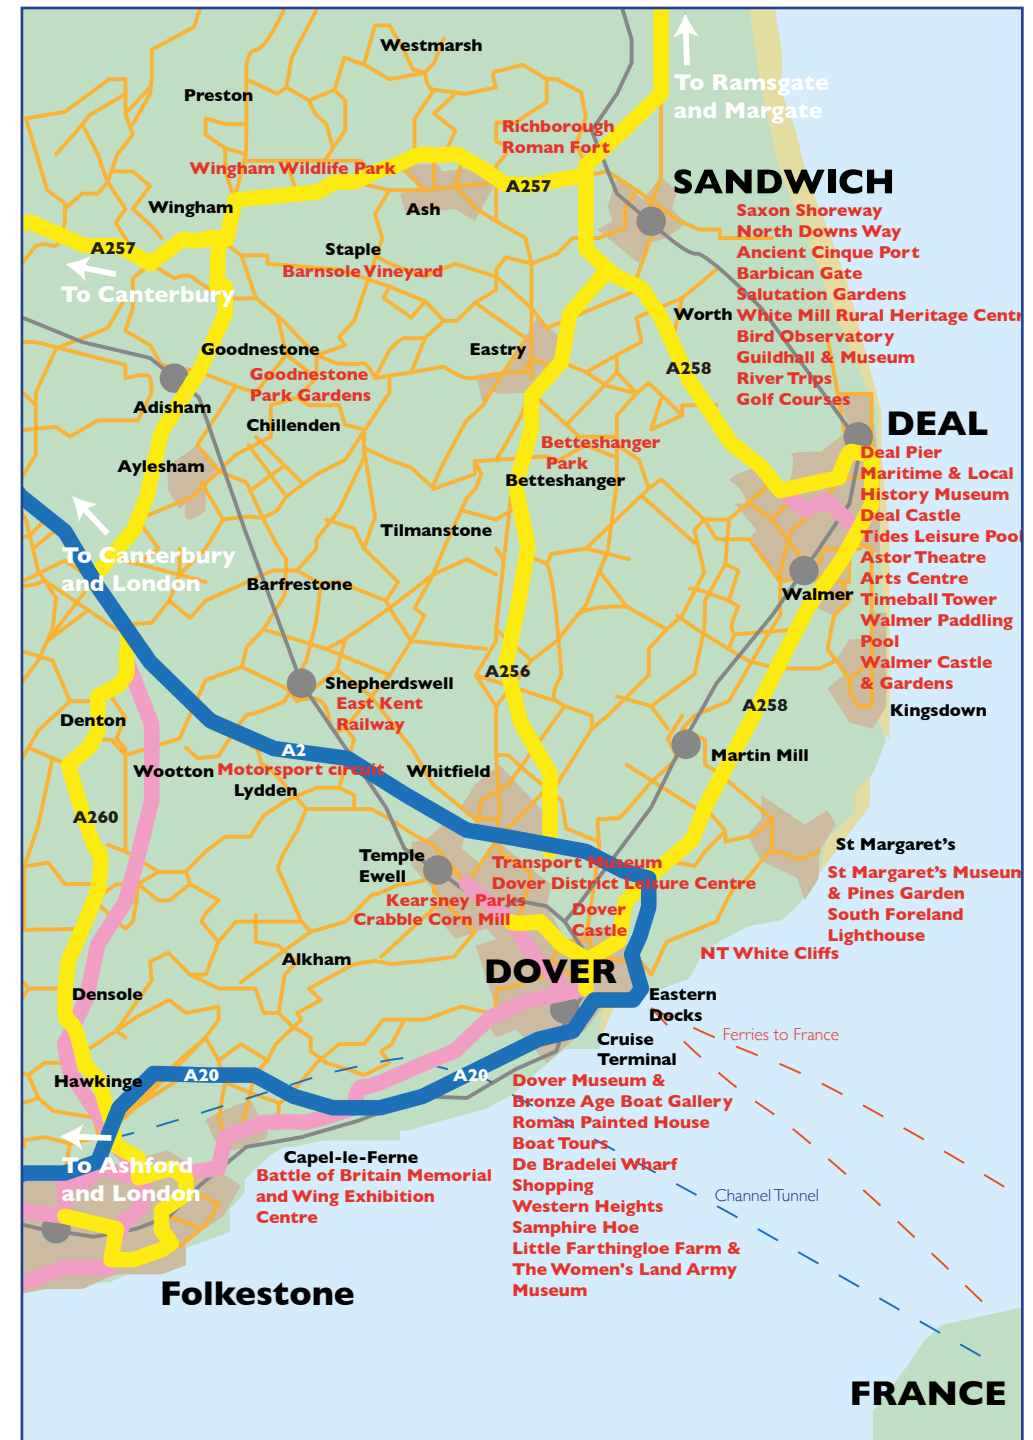 Westmarsh
Preston
To Ramsgate
and Margate
Richborough
Roman Fort
Wingham Wildlife Park
A257
SANDWICH
Wingham
Ash
Saxon Shoreway
North Downs Way
Ancient Cinque Port
Barbican Gate
Salutation Gardens
White Mill Rural Heritage Centr
Bird Observatory
Guildhall & Museum
River Trips
Golf Courses
A257
Staple
Barnsole Vineyard
To Canterbury
Worth
Goodnestone
Eastry
A258
Goodnestone
Park Gardens
Adisham
Chillenden
DEAL
Deal Pier
Maritime & Local
History Museum
Deal Castle
Tides Leisure Pool
Astor Theatre
Arts Centre
Timeball Tower
Walmer Paddling
Pool
Walmer Castle
& Gardens
Betteshanger
Park
Betteshanger
Aylesham
Tilmanstone
To Canterbury
and London
Barfrestone
Walmer
A256
Shepherdswell
East Kent
Railway
A258
Kingsdown
Denton
A2
Martin Mill
Wootton
Motorsport circuit
Lydden
Whitfield
A260
St Margaret’s
St Margaret’s Museum
& Pines Garden
South Foreland
Lighthouse
Temple
Ewell
Transport Museum
Dover District Leisure Centre
Kearsney Parks
Crabble Corn Mill
Dover
Castle
NT White Cliffs
Alkham
DOVER
Densole
Eastern
Docks
Ferries to France
Cruise
Terminal
Hawkinge
A20
A20
Dover Museum &
Bronze Age Boat Gallery
Roman Painted House
Boat Tours
De Bradelei Wharf
Shopping
Western Heights
Samphire Hoe
Little Farthingloe Farm &
The Women's Land Army
Museum
To Ashford
and London
Capel-le-Ferne
Battle of Britain Memorial
and Wing Exhibition
Centre
Channel Tunnel
Folkestone
FRANCE